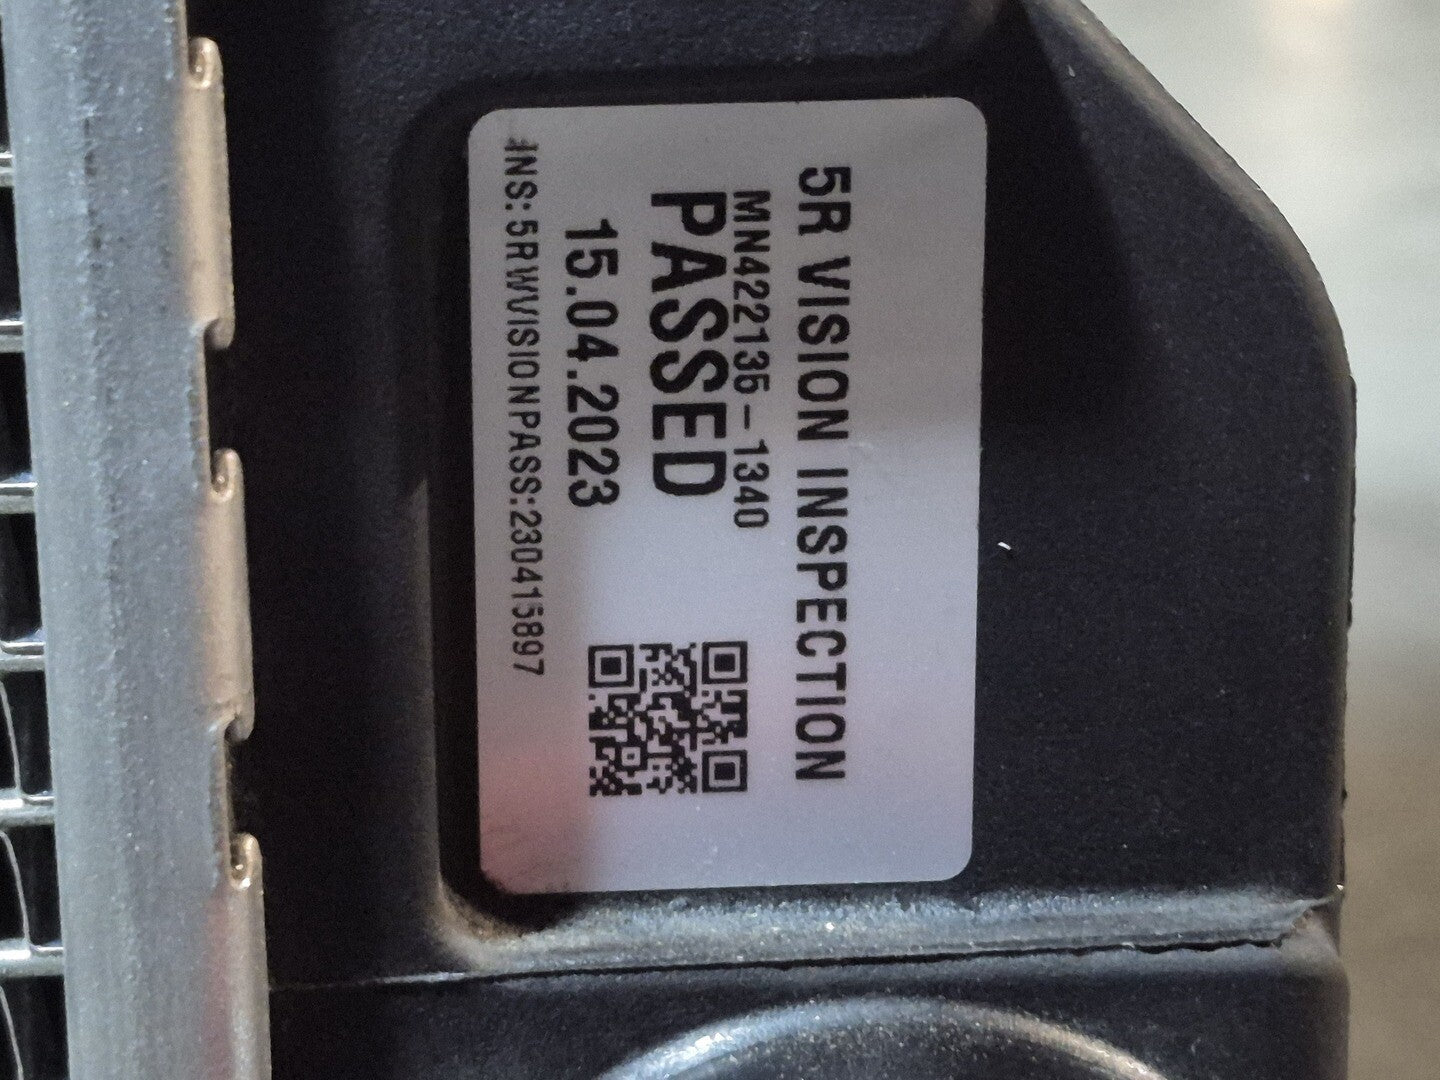 5R VISION INSPECTION
MN422135-1340
PASSED
15.04.2023
INS:5RWVISIONPASS:230415897